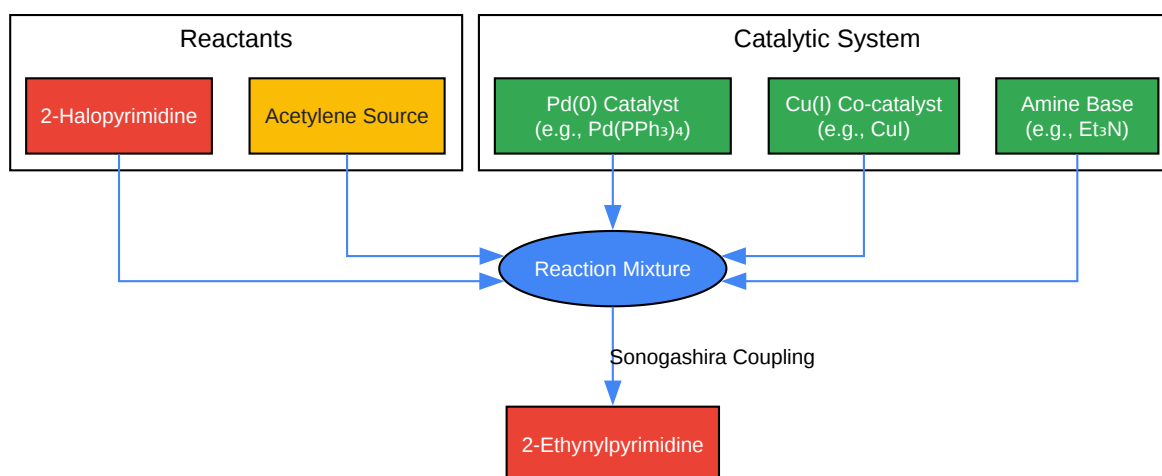 Reactants
Catalytic System
2-Halopyrimidine
Acetylene Source
Pd(0) Catalyst
(e.g., Pd(PPh₃)₄)
Cu(I) Co-catalyst
(e.g., CuI)
Amine Base
(e.g., Et₃N)
Reaction Mixture
Sonogashira Coupling
2-Ethynylpyrimidine